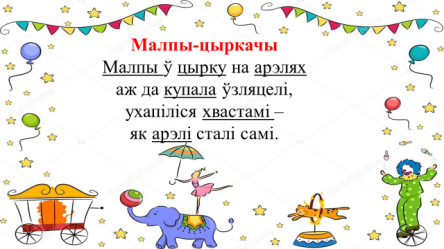 Малпы-цыркачы
Малпы ў цырку на арэлях
аж да купала ўзляцелі,
ухапіліся хвастамі –
як арэлі сталі самі.